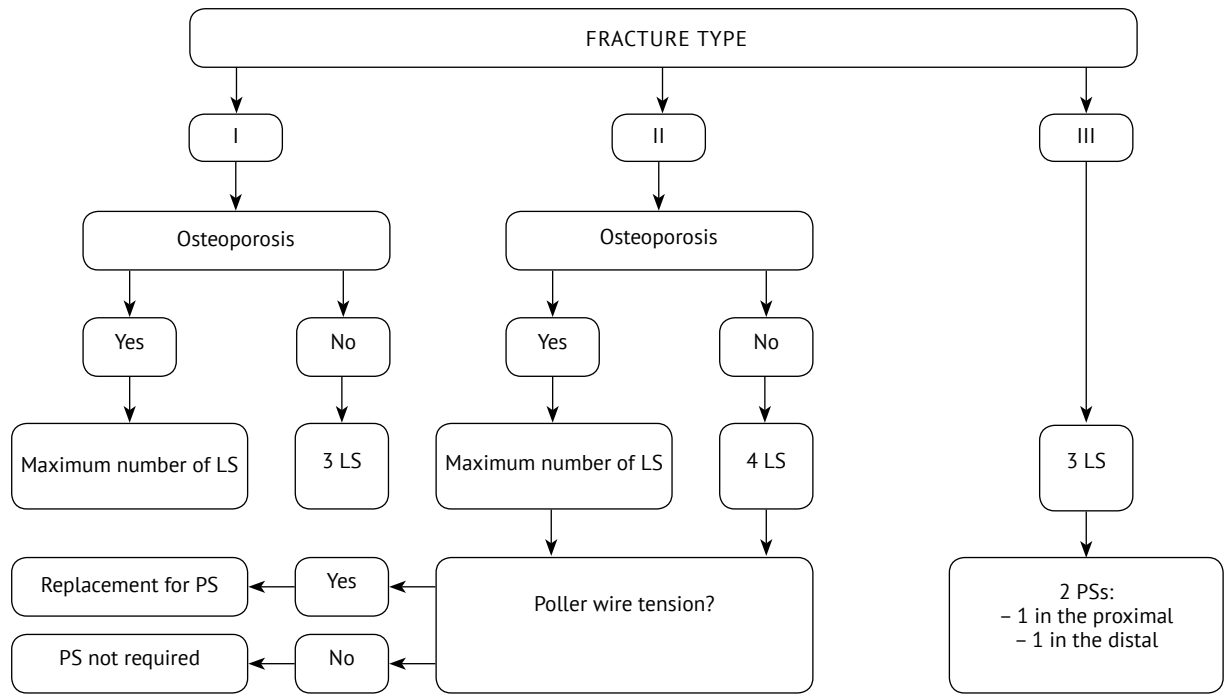 FRACTURE TYPE
I
II
III
Osteoporosis
Osteoporosis
Yes
No
Yes
No
Maximum number of LS
3 LS
Maximum number of LS
4 LS
3 LS
Replacement for PS
Yes
Poller wire tension?
PS not required
No
2 PSs:
– 1 in the proximal
– 1 in the distal